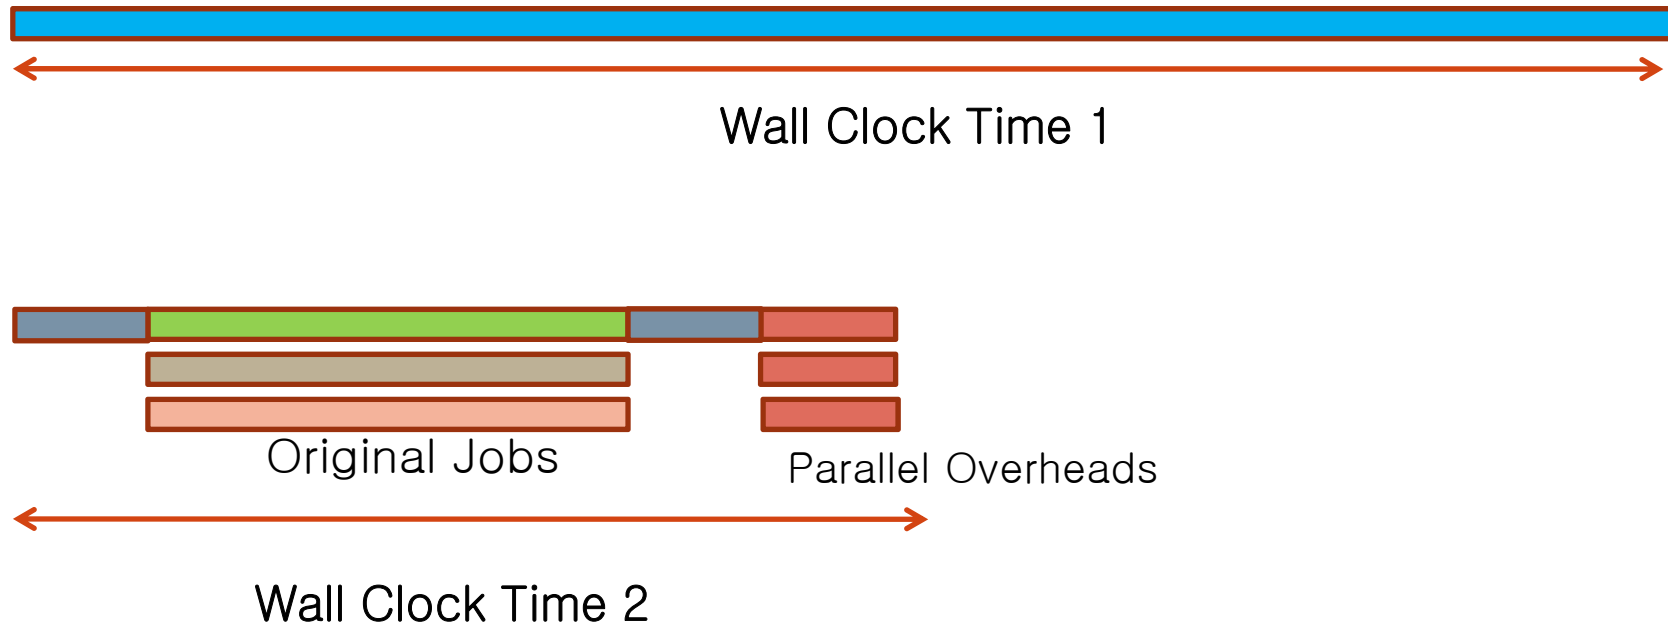 Wall Clock Time 1
Original Jobs
Parallel Overheads
Wall Clock Time 2